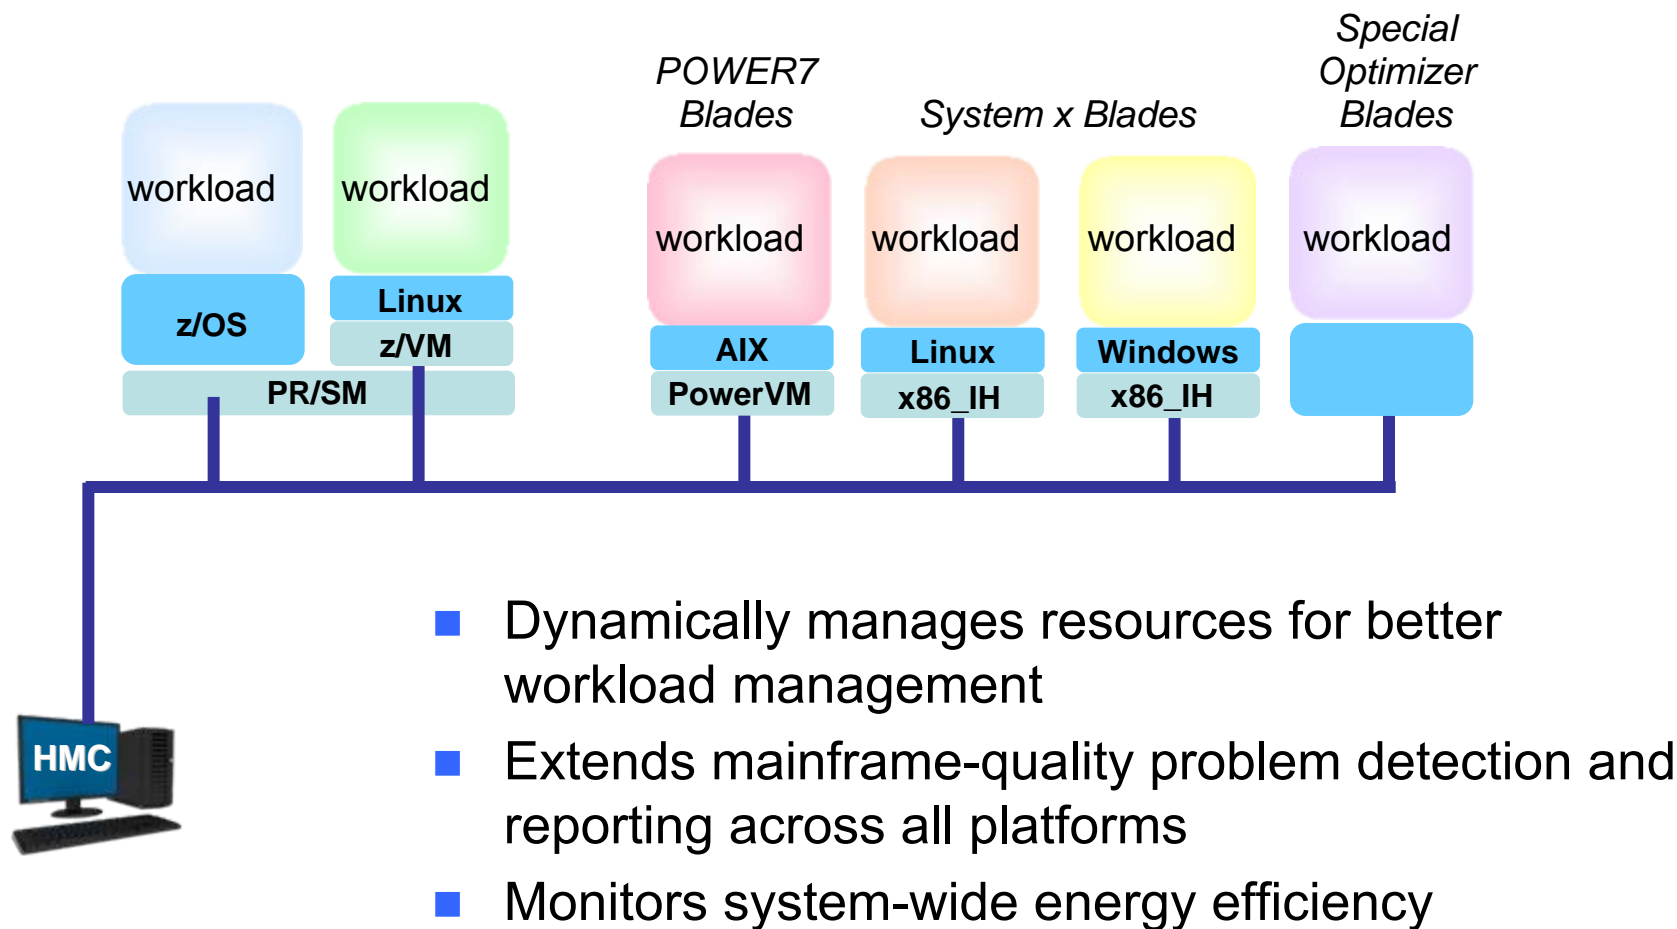 Special
Optimizer
Blades
POWER7
Blades
System x Blades
workload
workload
workload
workload
workload
workload
z/OS
Linux
z/VM
PR/SM
AIX
PowerVM
Linux
x86_IH
Windows
x86_IH
Dynamically manages resources for better
workload management
HMC
Extends mainframe-quality problem detection and
reporting across all platforms
Monitors system-wide energy efficiency